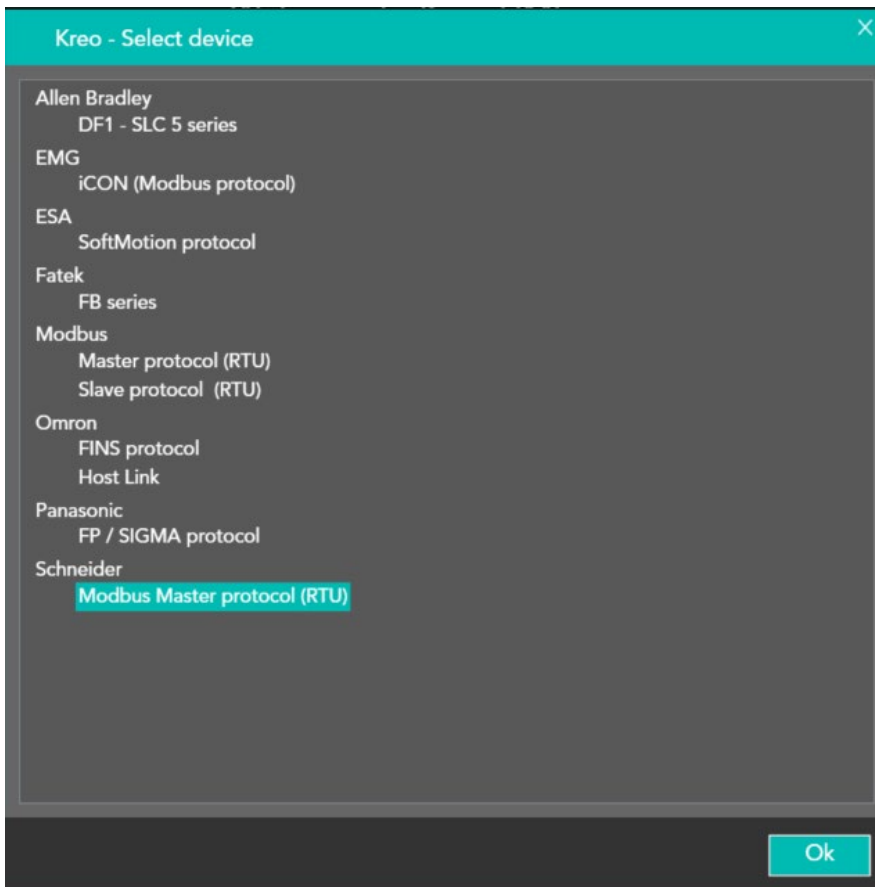 Kreo - Select device
Allen Bradley
DF1 - SLC 5 series
EMG
iCON (Modbus protocol)
ESA
SoftMotion protocol
Fatek
FB series
Modbus
Master protocol (RTU)
Slave protocol  (RTU)
Omron
FINS protocol
Host Link
Panasonic
FP / SIGMA protocol
Schneider
Modbus Master protocol (RTU)
Ok